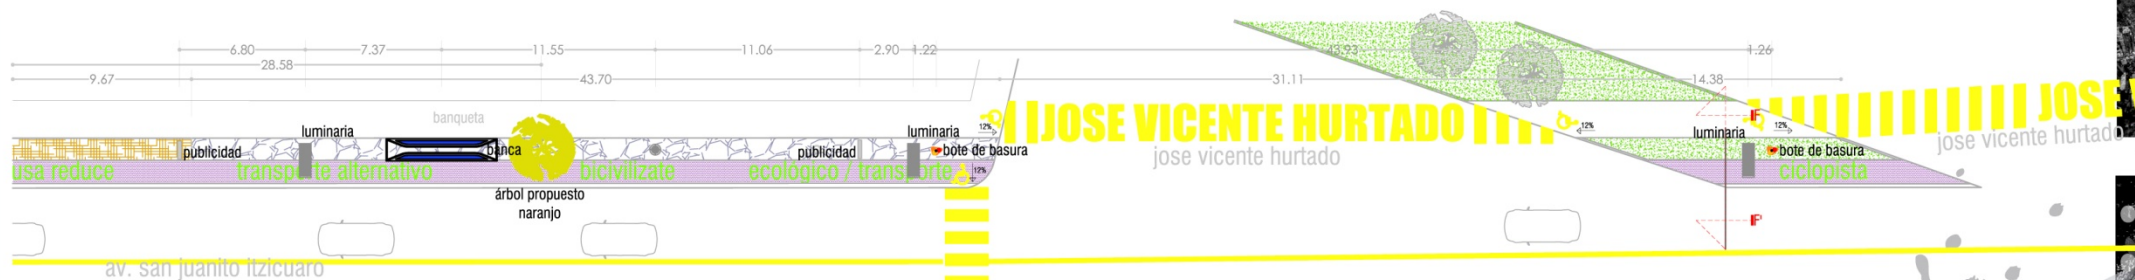 6.80
7.37
11.55
11.06
2.90
1.22
43.93
1.26
28.58
9.67
43.70
31.11
14.38
banqueta
luminaria
luminaria
12%
JOSE VICENTE HURTADO
12%
12%
F
JOSE V
jose vicente hurtado
jose vicente hurtado
luminaria
publicidad
banca
publicidad
bote de basura
bote de basura
usa reduce
transporte alternativo
bicivilizate
ecológico / transporte
12%
ciclopista
árbol propuesto
naranjo
F'
av. san juanito itzicuaro